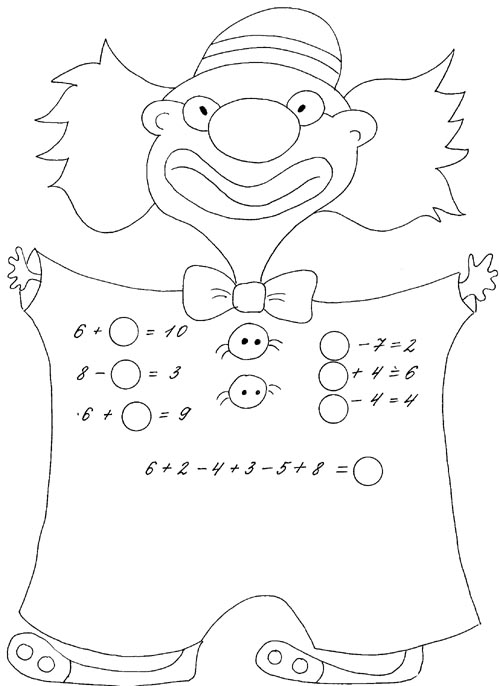 6 + ◯ = 10
8 - ◯ = 3
6 + ◯ = 9
◯ - 7 = 2
◯ + 4 = 6
◯ - 4 = 4
6 + 2 - 4 + 3 - 5 + 8 = ◯